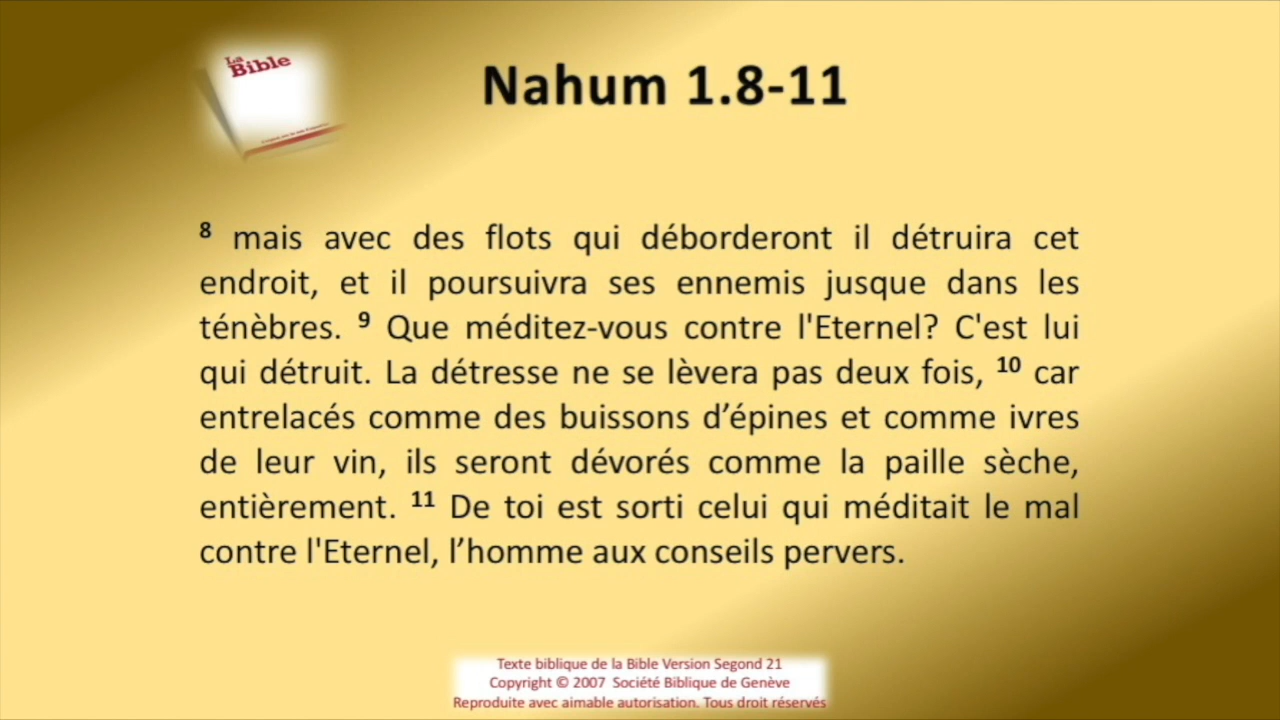 La
Bible
Nahum 1.8-11
8 mais avec des flots qui déborderont il détruira cet
endroit, et il poursuivra ses ennemis jusque dans les
ténèbres. 9 Que méditez-vous contre l'Eternel? C'est lui
qui détruit. La détresse ne se lèvera pas deux fois, 10 car
entrelacés comme des buissons d’épines et comme ivres
de leur vin, ils seront dévorés comme la paille sèche,
entièrement. 11 De toi est sorti celui qui méditait le mal
contre l'Eternel, l’homme aux conseils pervers.
Texte biblique de la Bible Version Segond 21
Copyright © 2007 Société Biblique de Genève
Reproduite avec aimable autorisation. Tous droit réservés